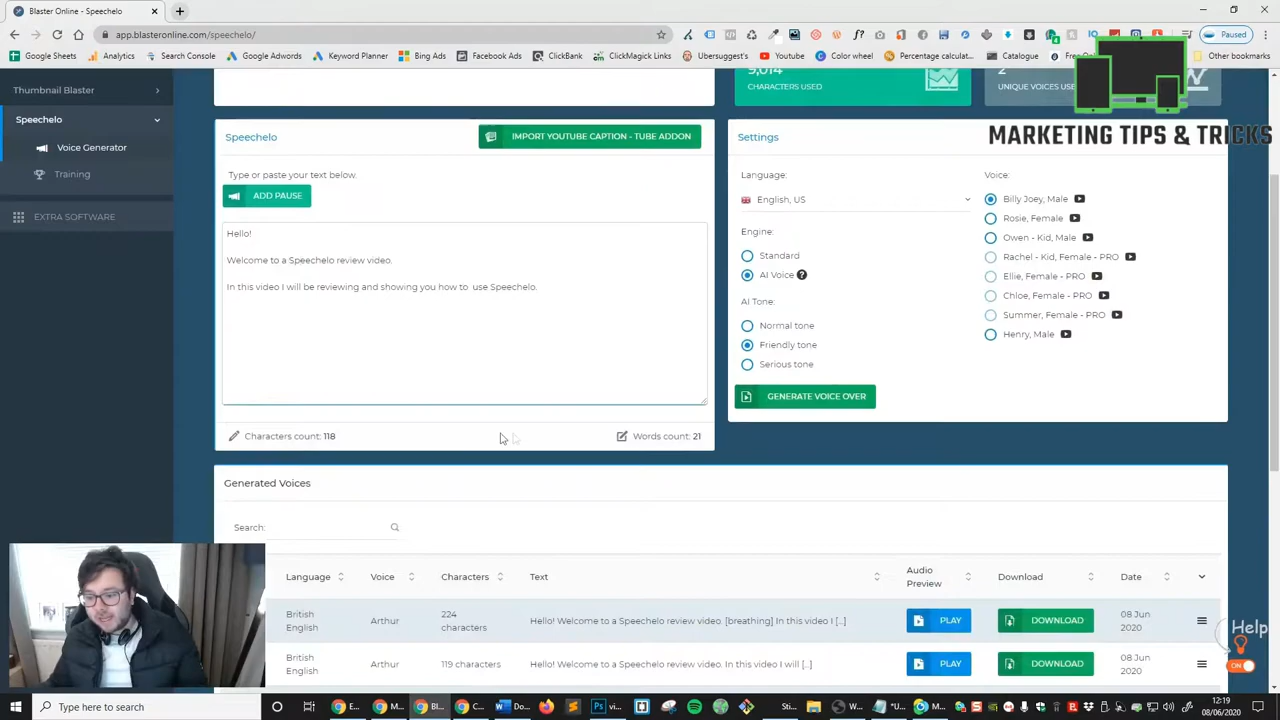 Blaster Online - Speechelo
app.blasteronline.com/speechelo/
Paused
Google Sheets
Analytics
Search Console
Google Adwords
Keyword Planner
Bing Ads
Facebook Ads
ClickBank
ClickMagick Links
Ubersuggests
Youtube
Color wheel
Percentage calculat...
Catalogue
Other bookmarks
MARKETING TIPS & TRICKS
Thumbnail Blaster
Speechelo
Voice Generator
Training
EXTRA SOFTWARE
CHARACTERS USED
Speechelo
IMPORT YOUTUBE CAPTION - TUBE ADDON
Type or paste your text below.
ADD PAUSE
Hello!
Welcome to a Speechelo review video.
In this video I will be reviewing and showing you how to use Speechelo.
Characters count: 118
Words count: 21
Settings
Language:
English, US
Engine:
Standard
AI Voice
AI Tone:
Normal tone
Friendly tone
Serious tone
GENERATE VOICE OVER
Voice:
Billy Joey, Male
Rosie, Female
Owen - Kid, Male
Rachel - Kid, Female - PRO
Ellie, Female - PRO
Chloe, Female - PRO
Summer, Female - PRO
Henry, Male
Generated Voices
Search:
Language
Voice
Characters
Text
Audio
Preview
Download
Date
British
English
Arthur
224
characters
Hello! Welcome to a Speechelo review video. [breathing] In this video I [...]
PLAY
DOWNLOAD
08 Jun
2020
British
English
Arthur
119 characters
Hello! Welcome to a Speechelo review video. In this video I will [...]
PLAY
DOWNLOAD
08 Jun
2020
Help
ON
Type here to search
12:19
08/06/2020